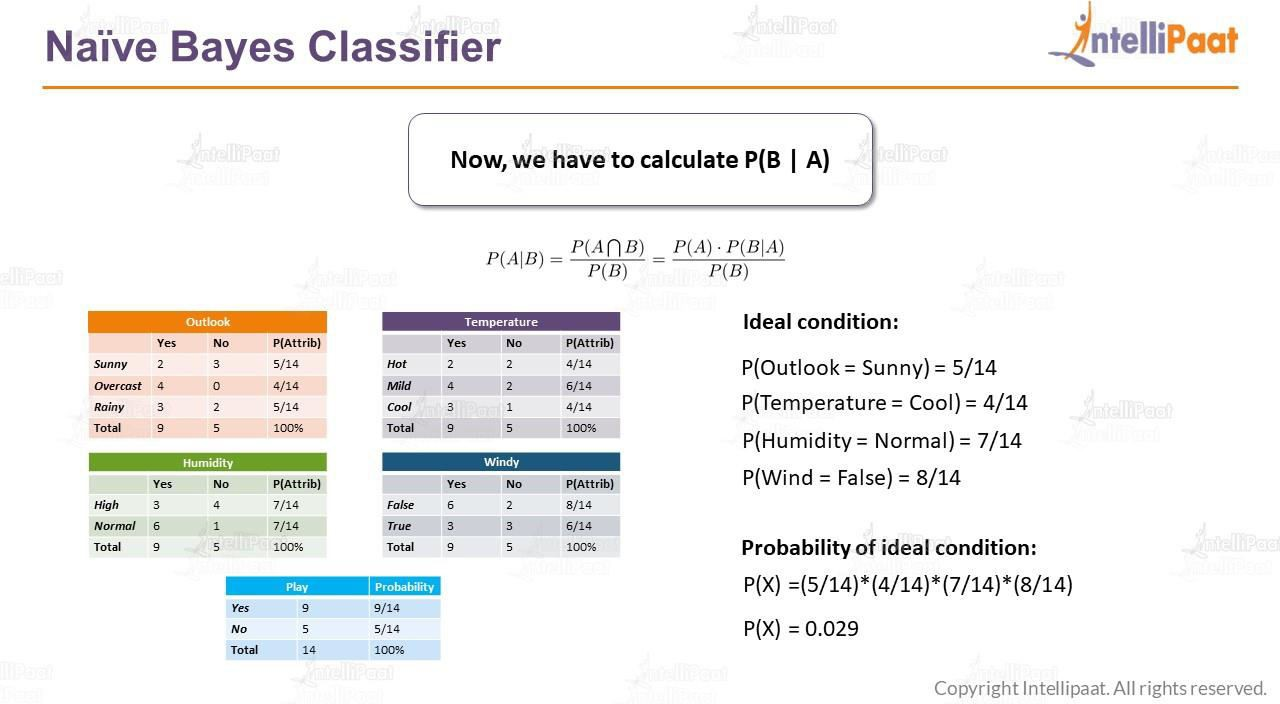 Naïve Bayes Classifier
IntelliPaat
Now, we have to calculate P(B | A)
P(A|B) = P(A⋂B)/P(B) = P(A) · P(B|A)/P(B)
Outlook
Yes No P(Attrib)
Sunny 2 3 5/14
Overcast 4 0 4/14
Rainy 3 2 5/14
Total 9 5 100%
Temperature
Yes No P(Attrib)
Hot 2 2 4/14
Mild 4 2 6/14
Cool 3 1 4/14
Total 9 5 100%
Humidity
Yes No P(Attrib)
High 3 4 7/14
Normal 6 1 7/14
Total 9 5 100%
Windy
Yes No P(Attrib)
False 6 2 8/14
True 3 3 6/14
Total 9 5 100%
Play Probability
Yes 9 9/14
No 5 5/14
Total 14 100%
Ideal condition:
P(Outlook = Sunny) = 5/14
P(Temperature = Cool) = 4/14
P(Humidity = Normal) = 7/14
P(Wind = False) = 8/14
Probability of ideal condition:
P(X) =(5/14)*(4/14)*(7/14)*(8/14)
P(X) = 0.029
Copyright Intellipaat. All rights reserved.